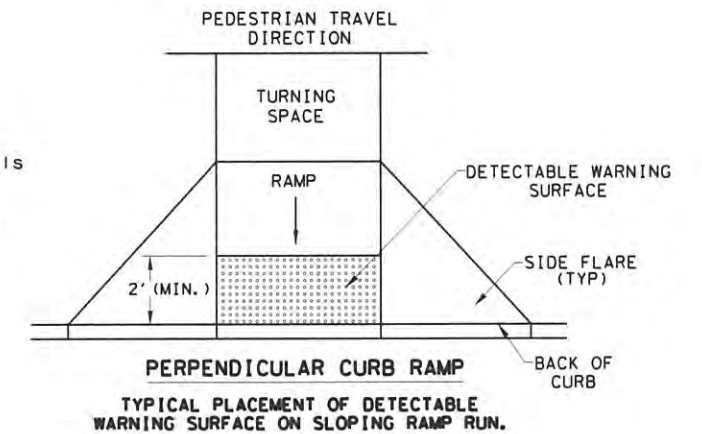 PEDESTRIAN TRAVEL
DIRECTION
TURNING
SPACE
ls
RAMP
DETECTABLE WARNING
SURFACE
2' (MIN.)
SIDE FLARE
(TYP)
BACK OF
CURB
PERPENDICULAR CURB RAMP
TYPICAL PLACEMENT OF DETECTABLE
WARNING SURFACE ON SLOPING RAMP RUN.